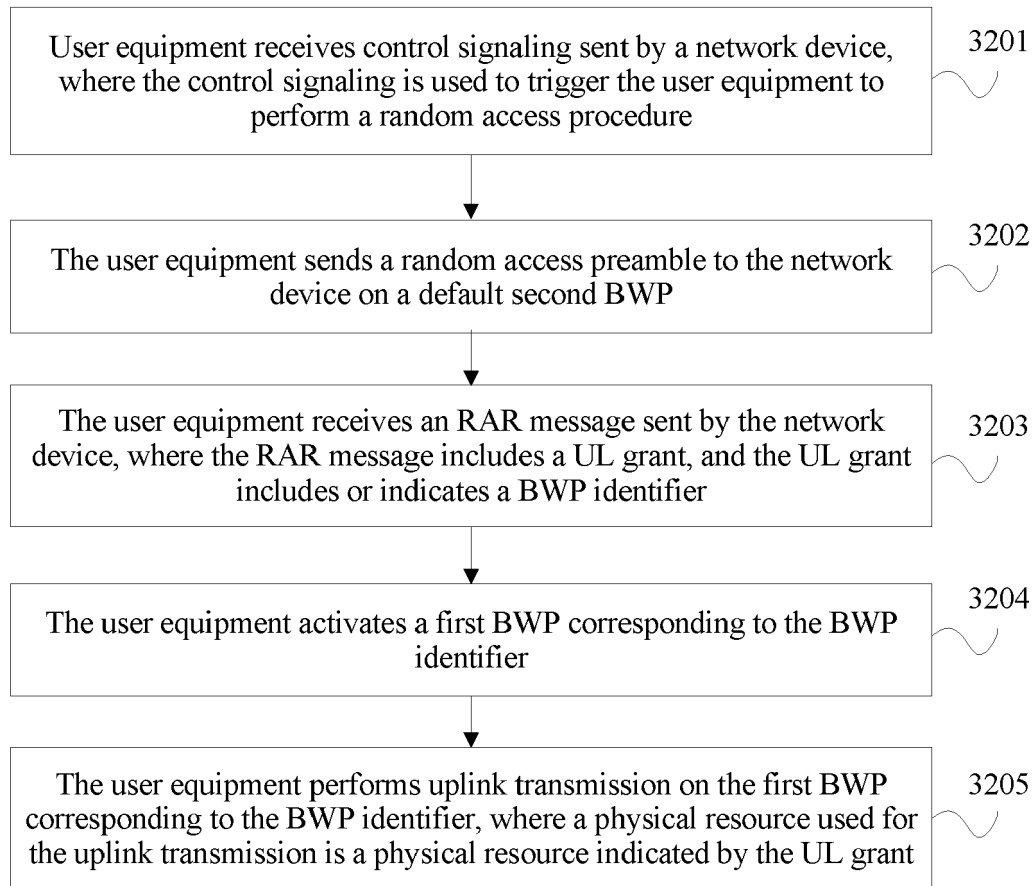 User equipment receives control signaling sent by a network device,
where the control signaling is used to trigger the user equipment to
perform a random access procedure
3201
The user equipment sends a random access preamble to the network
device on a default second BWP
3202
The user equipment receives an RAR message sent by the network
device, where the RAR message includes a UL grant, and the UL grant
includes or indicates a BWP identifier
3203
The user equipment activates a first BWP corresponding to the BWP
identifier
3204
The user equipment performs uplink transmission on the first BWP
corresponding to the BWP identifier, where a physical resource used for
the uplink transmission is a physical resource indicated by the UL grant
3205